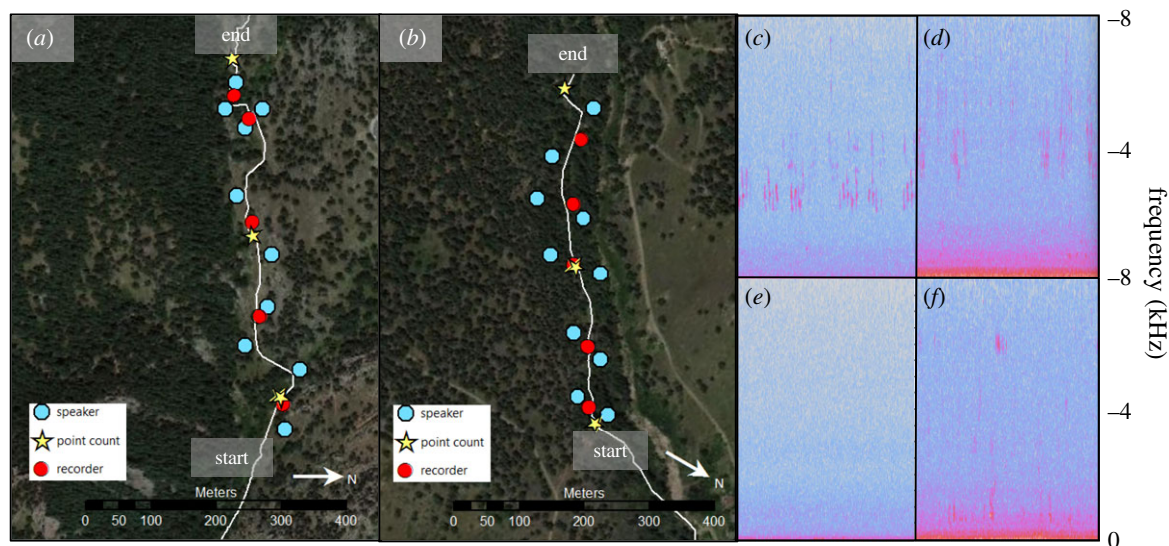 (a)
end
start
speaker
point count
recorder
N
Meters
0 50 100 200 300 400
(b)
end
start
speaker
point count
recorder
N
Meters
0 50 100 200 300 400
(c)
(d)
(e)
(f)
–8
–4
–8
–4
0
frequency (kHz)